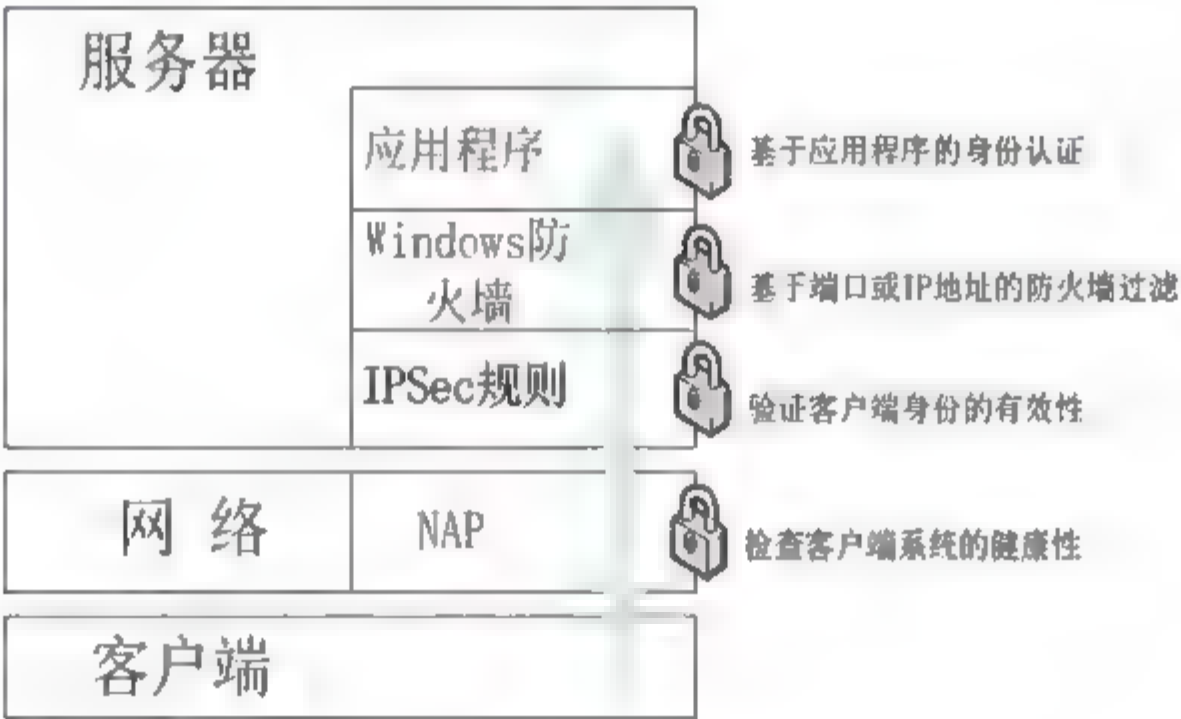 服务器
应用程序
基于应用程序的身份认证
Windows防
火墙
基于端口或IP地址的防火墙过滤
IPSec规则
验证客户端身份的有效性
网 络
NAP
检查客户端系统的健康性
客户端